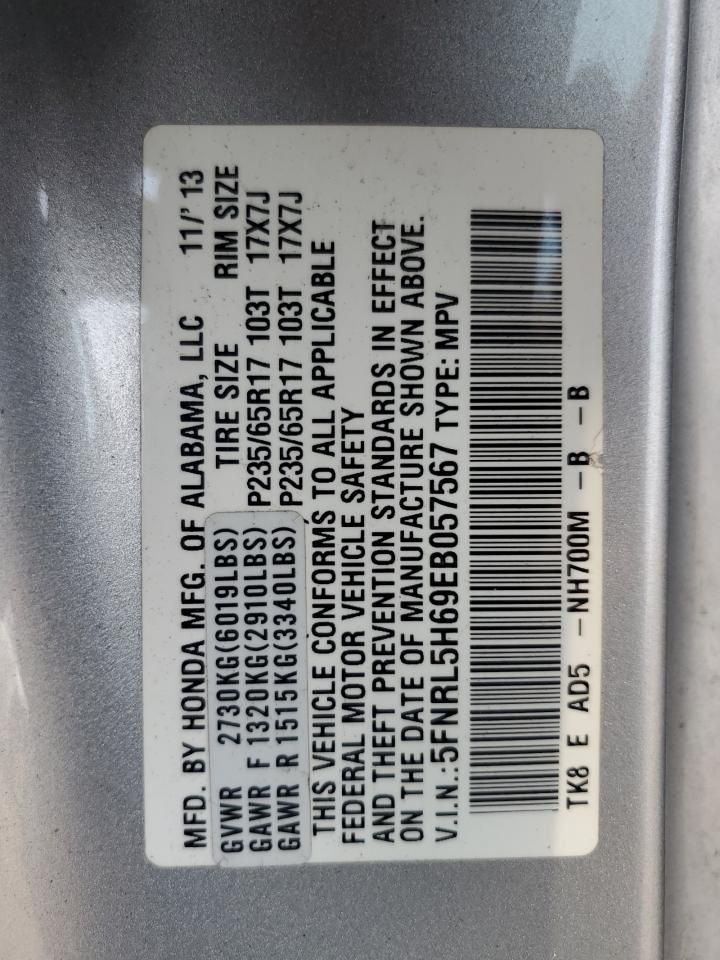 MFD. BY HONDA MFG. OF ALABAMA, LLC 11/' 13
GVWR 2730KG(6019LBS) TIRE SIZE RIM SIZE
GAWR F 1320KG(2910LBS) P235/65R17 103T 17X7J
GAWR R 1515KG(3340LBS) P235/65R17 103T 17X7J
THIS VEHICLE CONFORMS TO ALL APPLICABLE
FEDERAL MOTOR VEHICLE SAFETY
AND THEFT PREVENTION STANDARDS IN EFFECT
ON THE DATE OF MANUFACTURE SHOWN ABOVE.
V.I.N.:5FNRL5H69EB057567 TYPE: MPV
TK8 E AD5 -NH700M -B -B